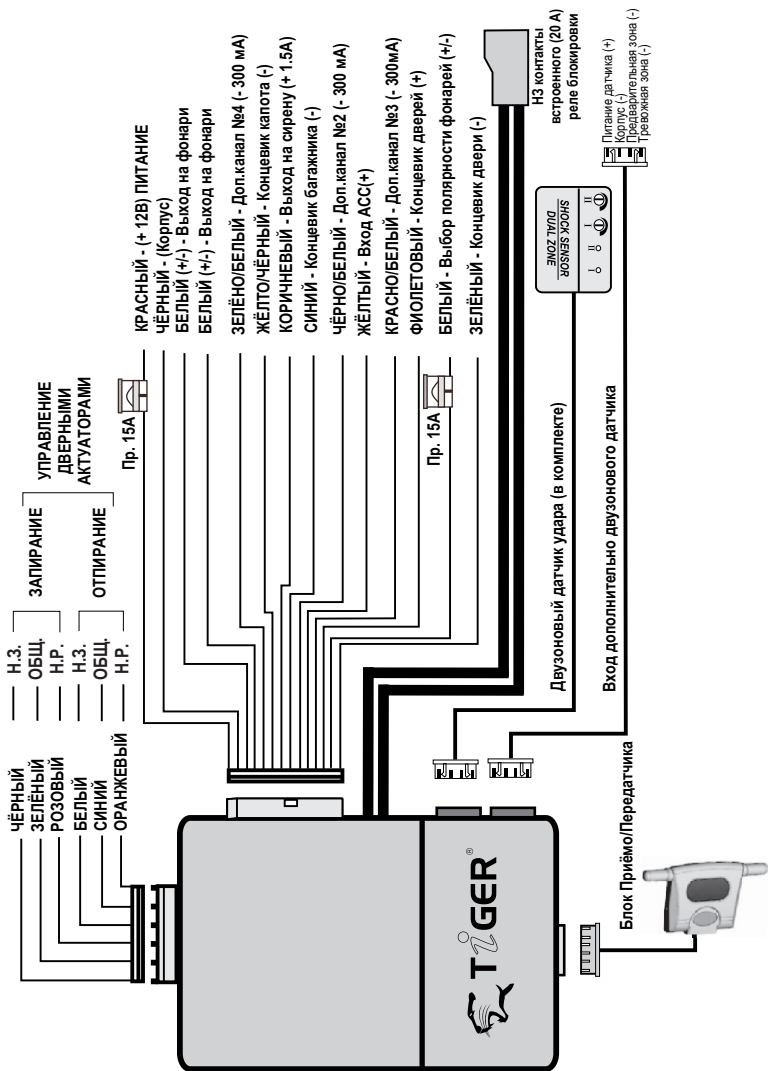 ЧЁРНЫЙ
ЗЕЛЁНЫЙ
РОЗОВЫЙ
БЕЛЫЙ
СИНИЙ
ОРАНЖЕВЫЙ
Н.З.
ОБЩ.
Н.Р.
Н.З.
ОБЩ.
Н.Р.
ЗАПИРАНИЕ
ОТПИРАНИЕ
УПРАВЛЕНИЕ
ДВЕРНЫМИ
АКТУАТОРАМИ
Пр. 15А
КРАСНЫЙ - (+ 12В) ПИТАНИЕ
ЧЁРНЫЙ - (Корпус)
БЕЛЫЙ (+/-) - Выход на фонари
БЕЛЫЙ (+/-) - Выход на фонари
ЗЕЛЁНО/БЕЛЫЙ - Доп.канал №4 (- 300 мА)
ЖЁЛТО/ЧЁРНЫЙ - Концевик капота (-)
КОРИЧНЕВЫЙ - Выход на сирену (+ 1.5А)
СИНИЙ - Концевик багажника (-)
ЧЁРНО/БЕЛЫЙ - Доп.канал №2 (- 300 мА)
ЖЁЛТЫЙ - Вход АСС(+)
КРАСНО/БЕЛЫЙ - Доп.канал №3 (- 300мА)
ФИОЛЕТОВЫЙ - Концевик дверей (+)
Пр. 15А
БЕЛЫЙ - Выбор полярности фонарей (+/-)
ЗЕЛЁНЫЙ - Концевик двери (-)
НЗ контакты
встроенного (20 А)
реле блокировки
SHOCK SENSOR
DUAL ZONE
I II I II
Двузоновый датчик удара (в комплекте)
Питание датчика (+)
Корпус (-)
Предварительная зона (-)
Тревожная зона (-)
Вход дополнительно двузонового датчика
Блок Приёмо/Передатчика
TiGER®